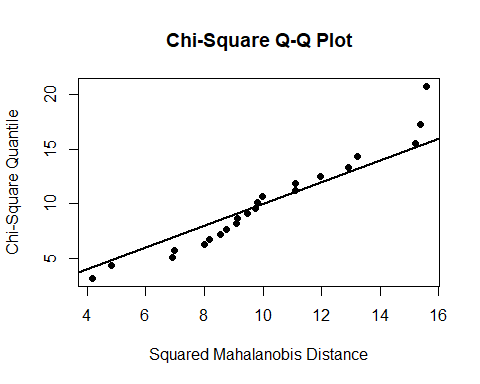 Chi-Square Q-Q Plot
20
15
10
5
Chi-Square Quantile
4 6 8 10 12 14 16
Squared Mahalanobis Distance